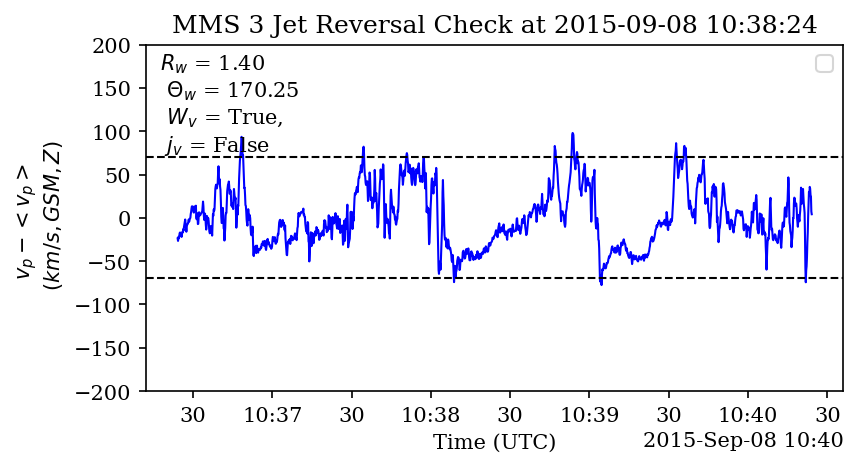 MMS 3 Jet Reversal Check at 2015-09-08 10:38:24
200
150
100
50
0
−50
−100
−150
−200
v_p − <v_p>
(km/s, GSM, Z)
R_w = 1.40
Θ_w = 170.25
W_v = True,
j_v = False
30 10:37 30 10:38 30 10:39 30 10:40 30
Time (UTC)
2015-Sep-08 10:40